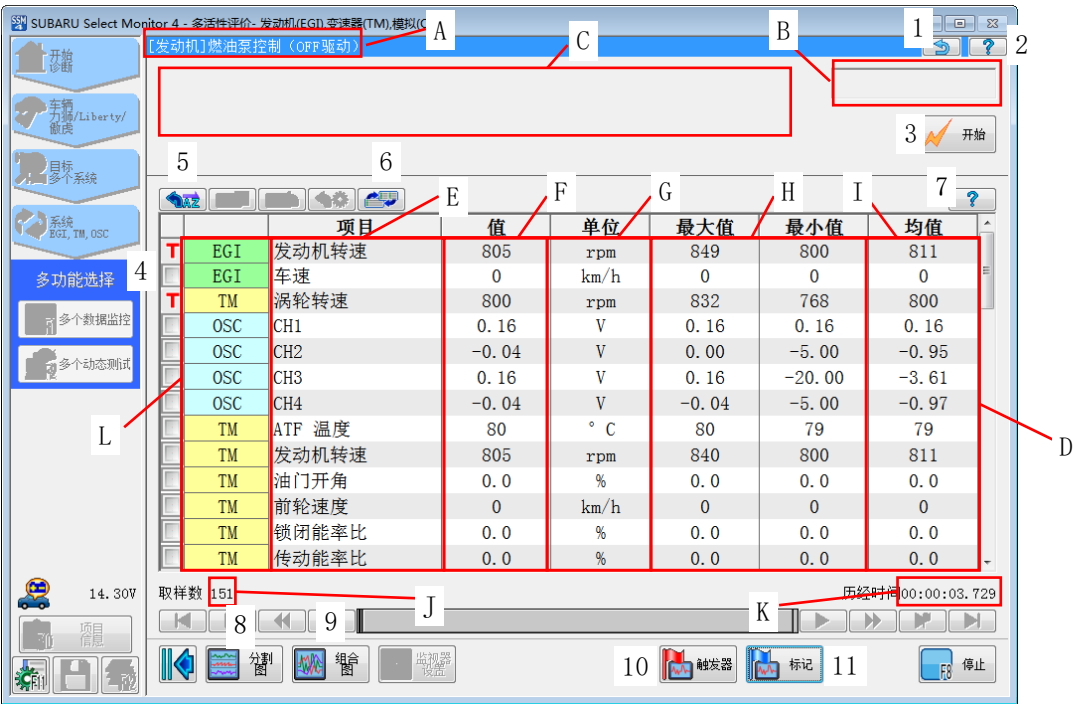 SUBARU Select Monitor 4 - 多活性评价- 发动机(EGI),变速器(TM),模拟(O
[发动机]燃油泵控制（OFF驱动）
A
C
B
1
2
开始
诊断
车辆
力狮/Liberty/
傲虎
目标
多个系统
系统
EGI,TM,OSC
多功能选择
多个数据监控
多个动态测试
3
开始
5
6
E
F
G
H
I
7
4
AZ
项目 值 单位 最大值 最小值 均值
T EGI 发动机转速 805 rpm 849 800 811
EGI 车速 0 km/h 0 0 0
T TM 涡轮转速 800 rpm 832 768 800
OSC CH1 0.16 V 0.16 0.16 0.16
OSC CH2 -0.04 V 0.00 -5.00 -0.95
OSC CH3 0.16 V 0.16 -20.00 -3.61
OSC CH4 -0.04 V -0.04 -5.00 -0.97
TM ATF 温度 80 °C 80 79 79
TM 发动机转速 805 rpm 840 800 811
TM 油门开角 0.0 % 0.0 0.0 0.0
TM 前轮速度 0 km/h 0 0 0
TM 锁闭能率比 0.0 % 0.0 0.0 0.0
TM 传动能率比 0.0 % 0.0 0.0 0.0
L
D
14.30V
取样数 151
J
K
历经时间 00:00:03.729
8
9
项目
信息
分割
图
组合
图
监视器
设置
10
触发器
标记
11
F8
停止
F11
F12